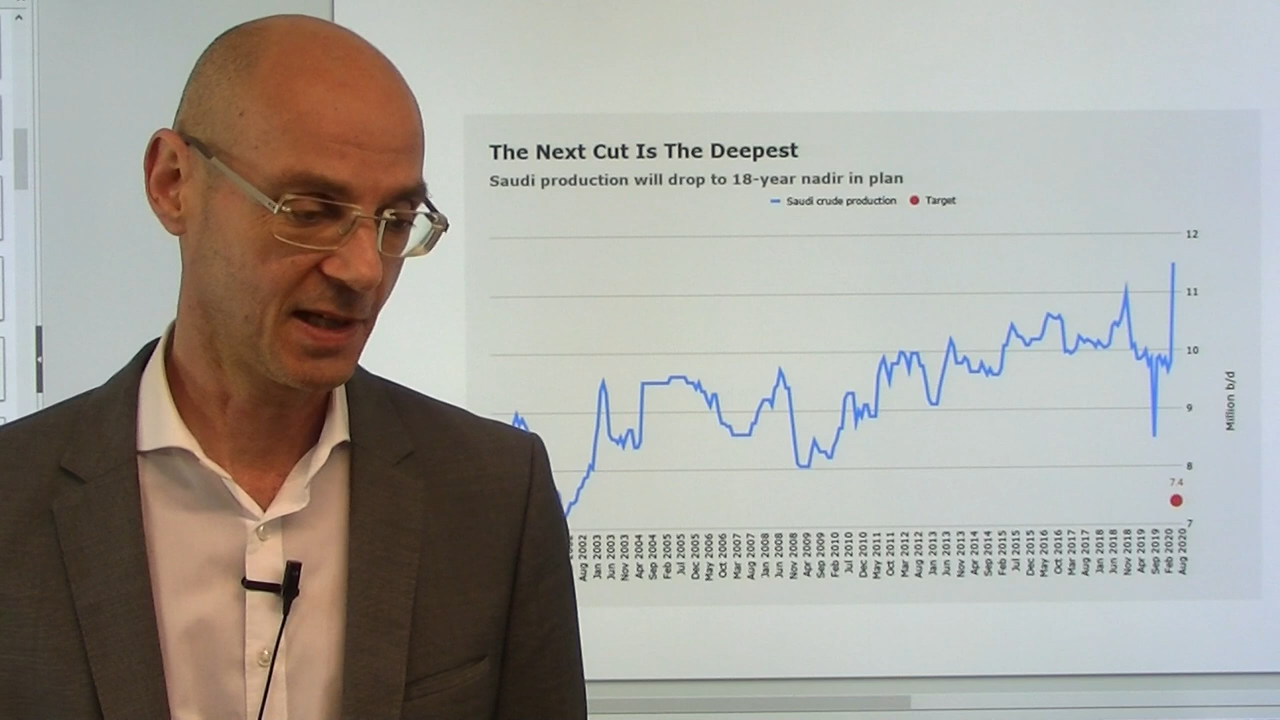 The Next Cut Is The Deepest
Saudi production will drop to 18-year nadir in plan
Saudi crude production Target
12
11
10
9
8
7.4
7
Million b/d
Aug 2002
Jan 2003
Jun 2003
Nov 2003
Apr 2004
Sep 2004
Feb 2005
Jul 2005
Dec 2005
May 2006
Oct 2006
Mar 2007
Aug 2007
Jan 2008
Jun 2008
Nov 2008
Apr 2009
Sep 2009
Feb 2010
Jul 2010
Dec 2010
May 2011
Oct 2011
Mar 2012
Aug 2012
Jan 2013
Jun 2013
Nov 2013
Apr 2014
Sep 2014
Feb 2015
Jul 2015
Dec 2015
May 2016
Oct 2016
Mar 2017
Aug 2017
Jan 2018
Jun 2018
Nov 2018
Apr 2019
Sep 2019
Feb 2020
Aug 2020